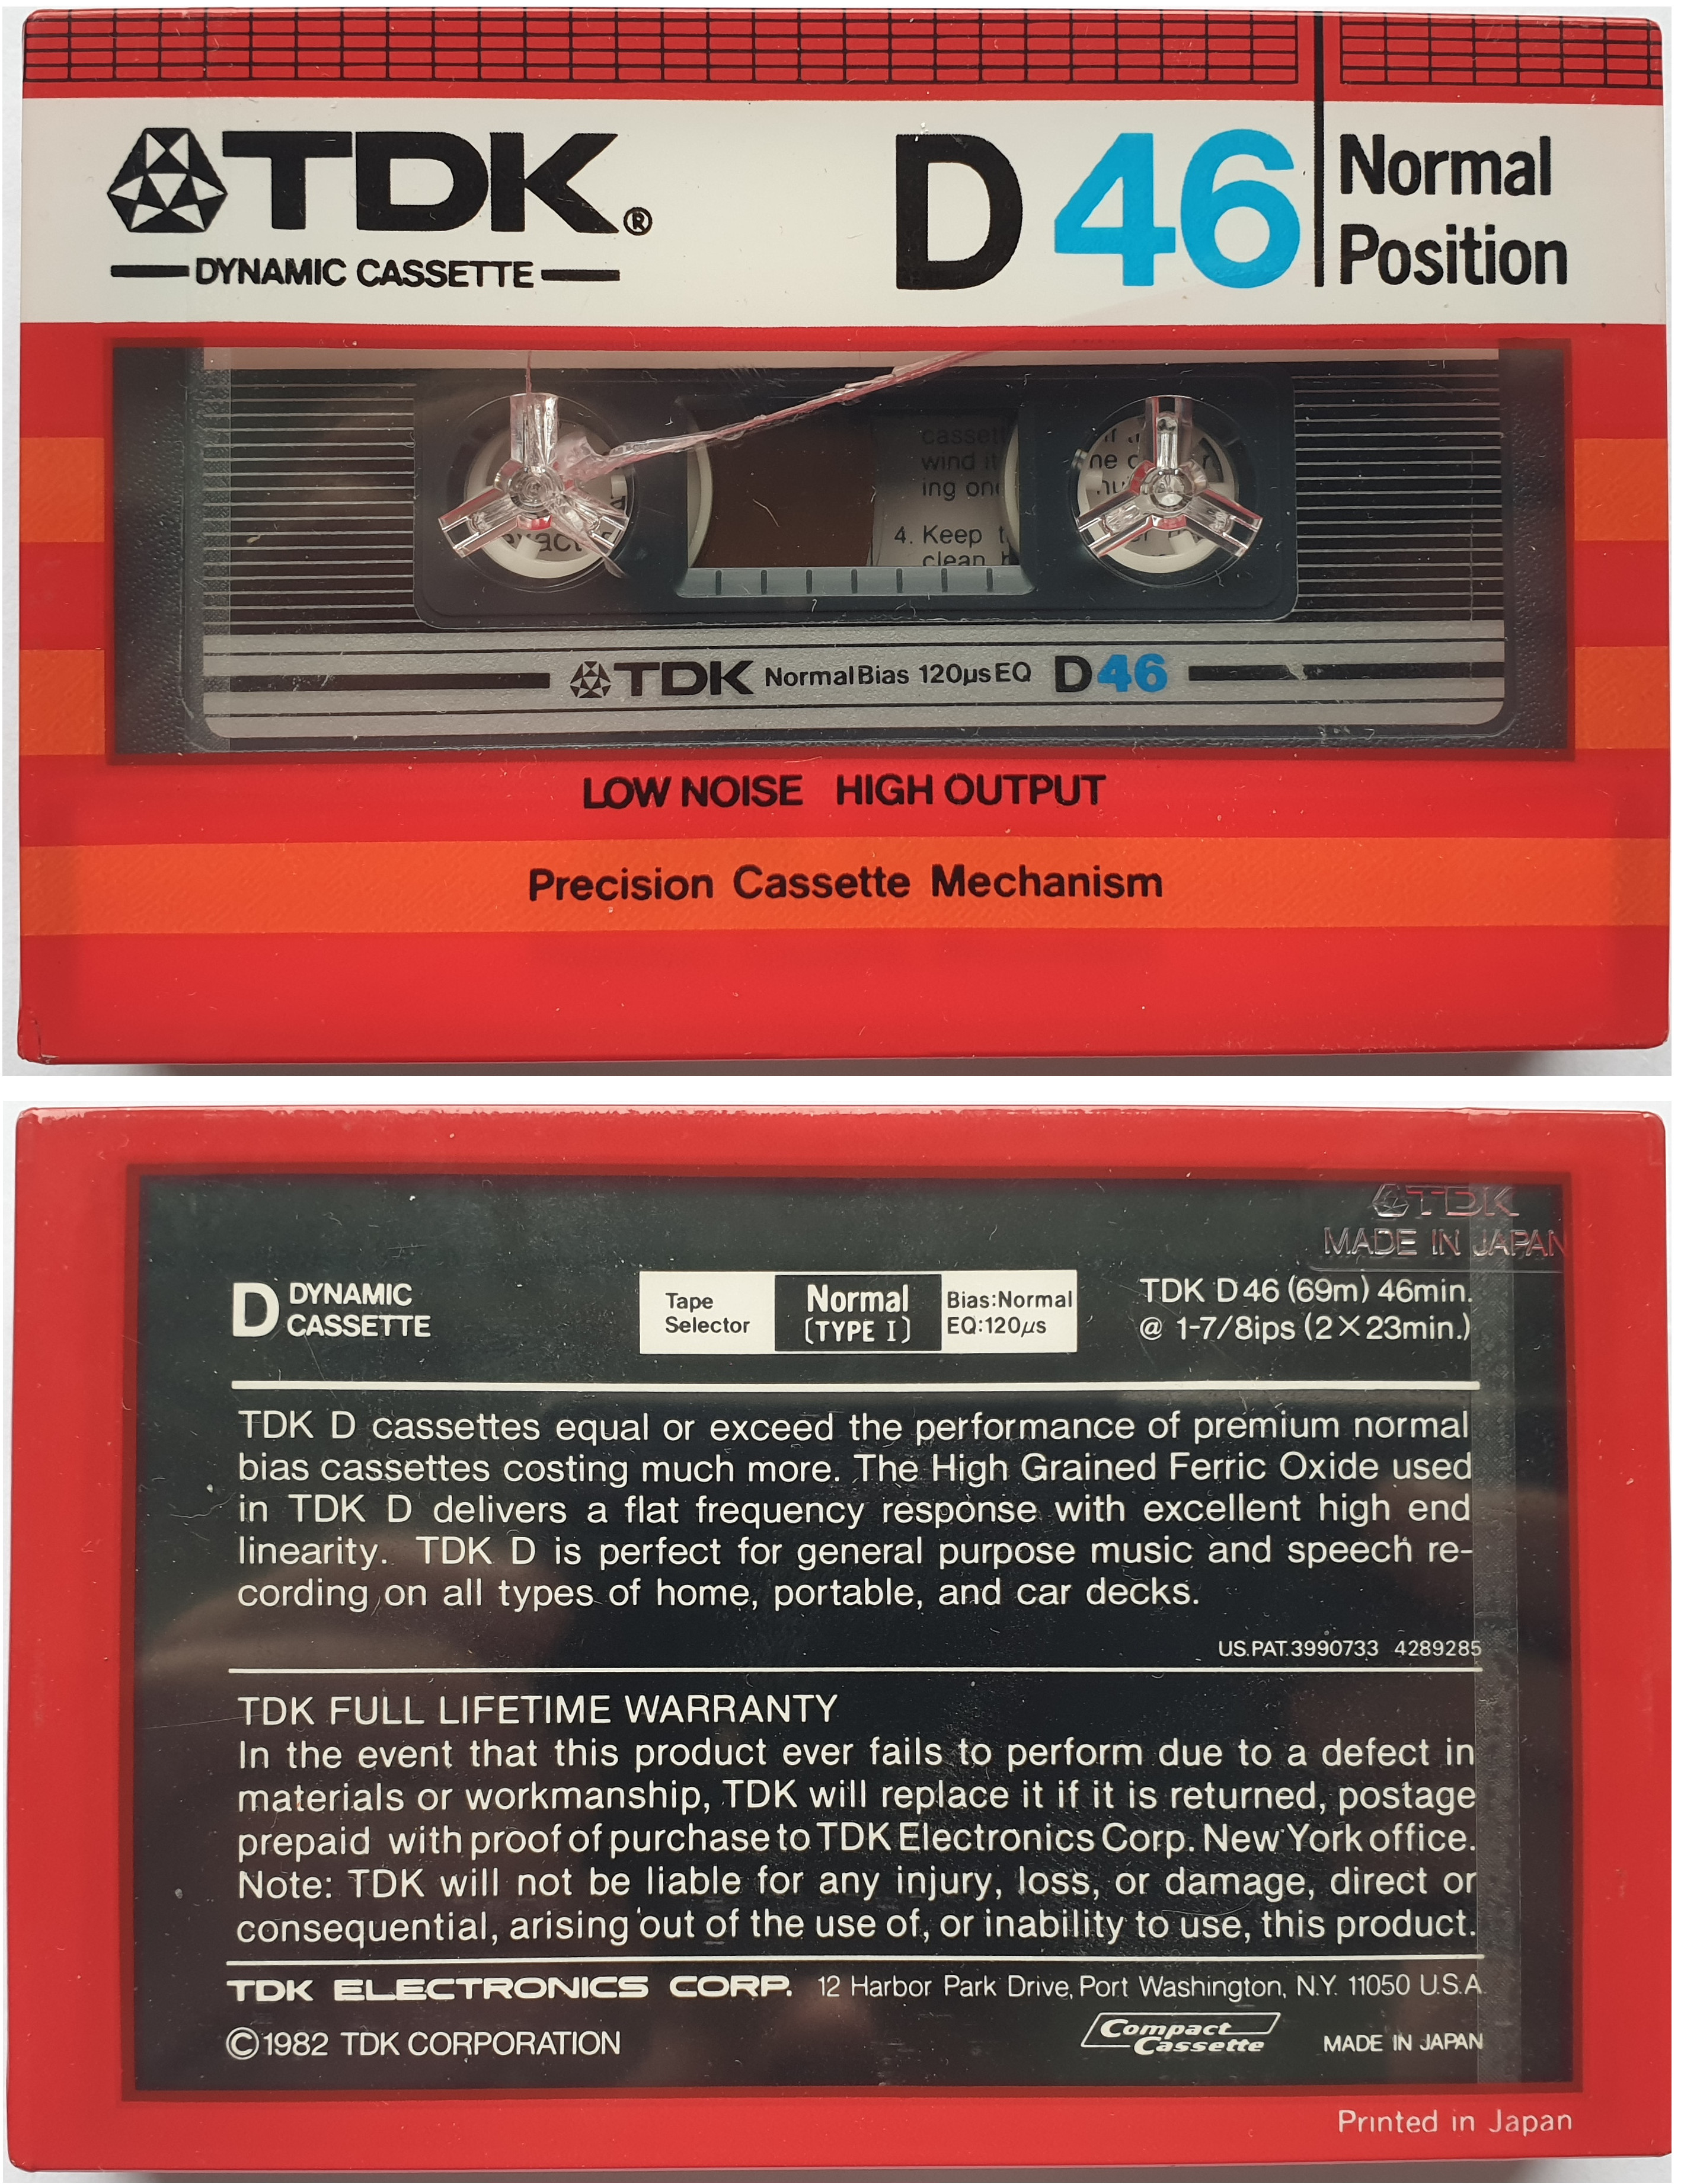 TDK®
DYNAMIC CASSETTE
D 46
Normal
Position
cassett
wind it
ing on
4. Keep t
clean
exact
TDK Normal Bias 120µs EQ D46
LOW NOISE HIGH OUTPUT
Precision Cassette Mechanism
TDK
MADE IN JAPAN
D DYNAMIC
CASSETTE
Tape
Selector
Normal
(TYPE I)
Bias:Normal
EQ:120µs
TDK D46 (69m) 46min.
@ 1-7/8ips (2×23min.)
TDK D cassettes equal or exceed the performance of premium normal
bias cassettes costing much more. The High Grained Ferric Oxide used
in TDK D delivers a flat frequency response with excellent high end
linearity. TDK D is perfect for general purpose music and speech re-
cording on all types of home, portable, and car decks.
US.PAT.3990733 4289285
TDK FULL LIFETIME WARRANTY
In the event that this product ever fails to perform due to a defect in
materials or workmanship, TDK will replace it if it is returned, postage
prepaid with proof of purchase to TDK Electronics Corp. New York office.
Note: TDK will not be liable for any injury, loss, or damage, direct or
consequential, arising out of the use of, or inability to use, this product.
TDK ELECTRONICS CORP. 12 Harbor Park Drive, Port Washington, N.Y. 11050 U.S.A.
©1982 TDK CORPORATION
Compact
Cassette
MADE IN JAPAN
Printed in Japan